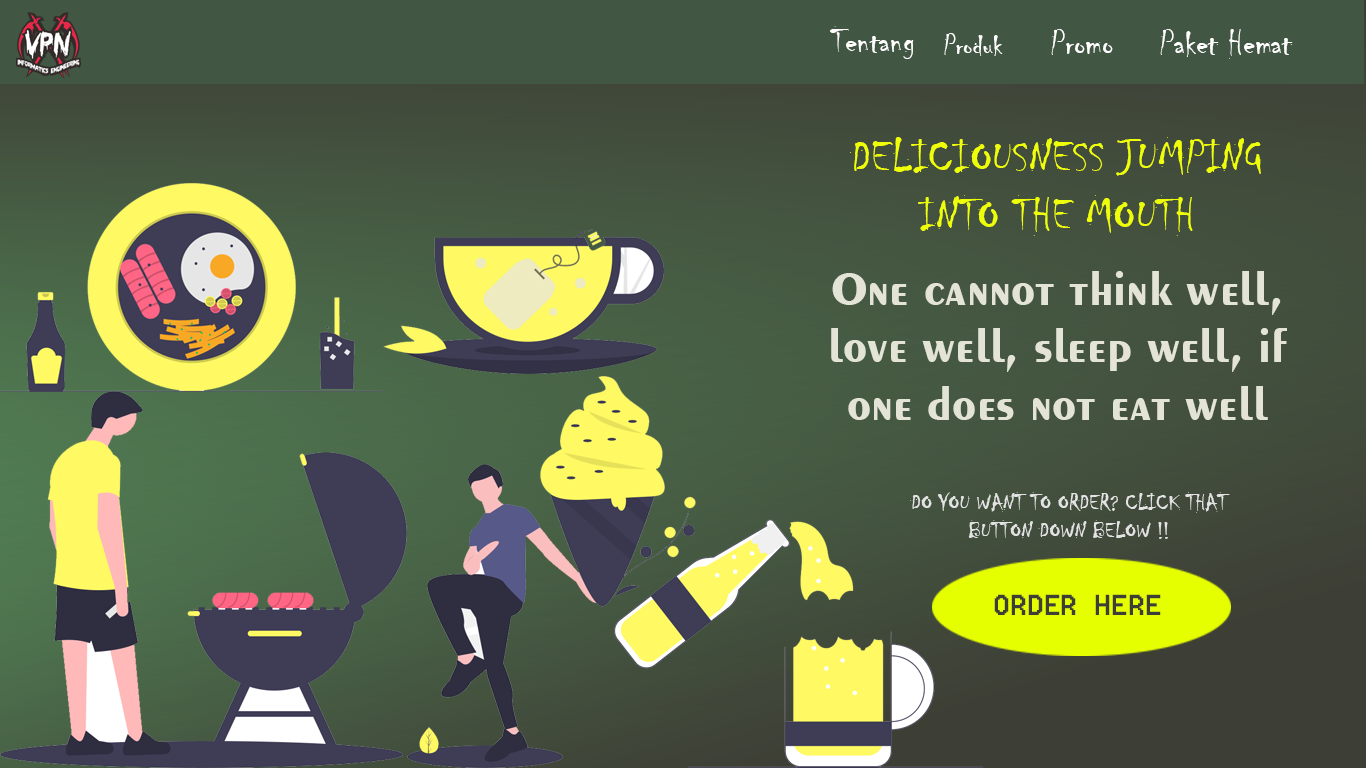 VPN
INFORMATICS ENGINEERING
Tentang Produk Promo Paket Hemat
DELICIOUSNESS JUMPING
INTO THE MOUTH
One cannot think well,
love well, sleep well, if
one does not eat well
DO YOU WANT TO ORDER? CLICK THAT
BUTTON DOWN BELOW !!
ORDER HERE